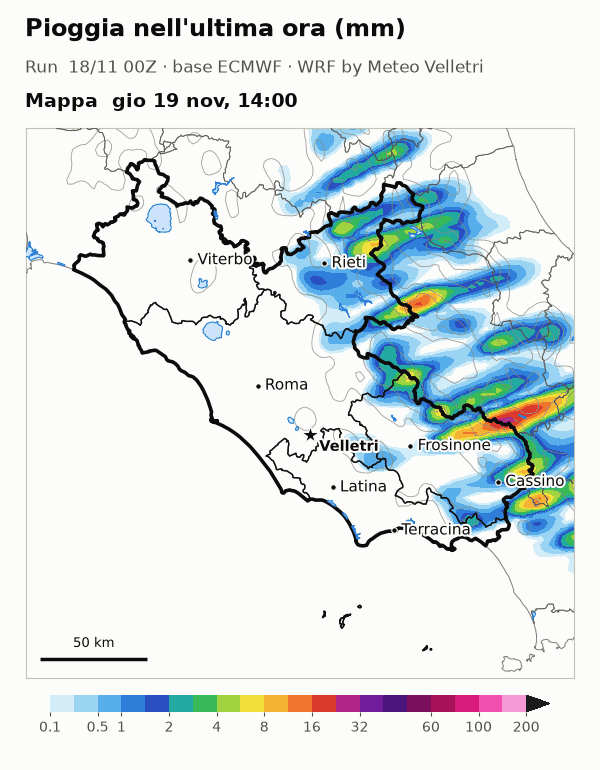 Pioggia nell'ultima ora (mm)
Run  18/11 00Z · base ECMWF · WRF by Meteo Velletri
Mappa  gio 19 nov, 14:00
Viterbo
Rieti
Roma
Velletri
Frosinone
Latina
Cassino
Terracina
50 km
0.1 0.5 1 2 4 8 16 32 60 100 200